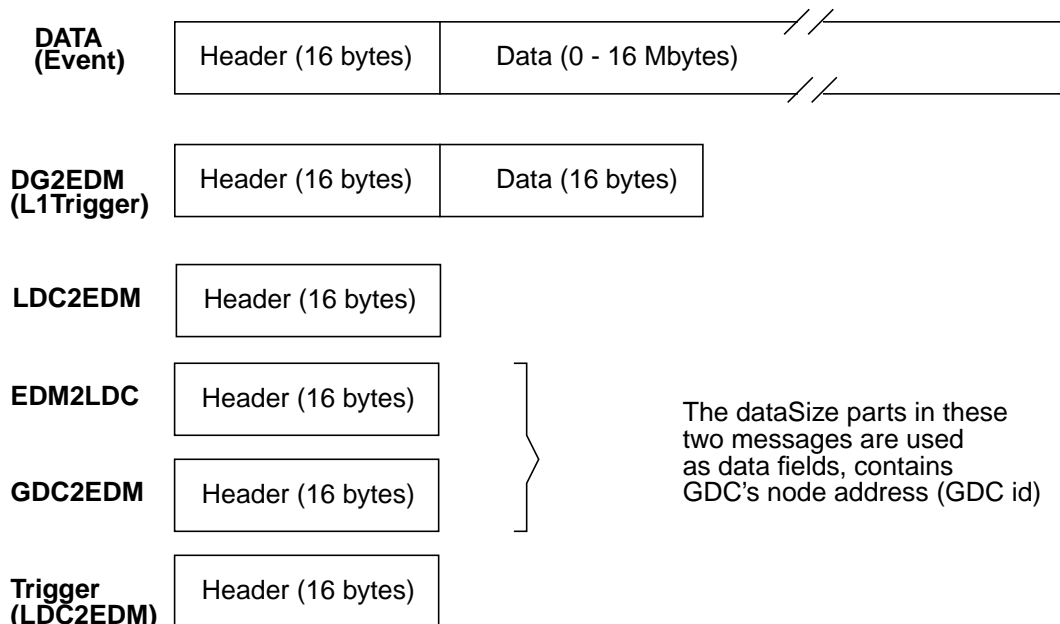 DATA
(Event)
Header (16 bytes)
Data (0 - 16 Mbytes)
DG2EDM
(L1Trigger)
Header (16 bytes)
Data (16 bytes)
LDC2EDM
Header (16 bytes)
EDM2LDC
Header (16 bytes)
GDC2EDM
Header (16 bytes)
The dataSize parts in these
two messages are used
as data fields, contains
GDC's node address (GDC id)
Trigger
(LDC2EDM)
Header (16 bytes)